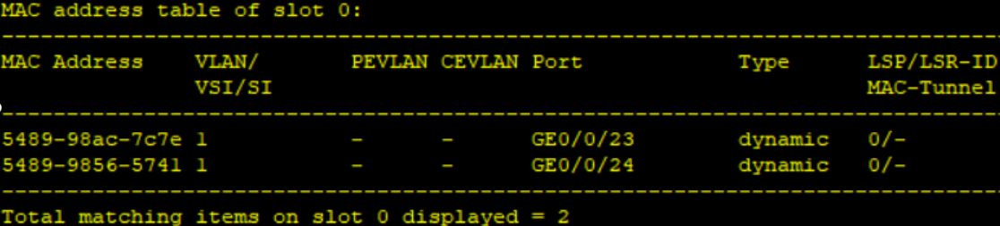 MAC address table of slot 0:
-------------------------------------------------------------------------------
MAC Address    VLAN/       PEVLAN CEVLAN Port            Type      LSP/LSR-ID
               VSI/SI                                              MAC-Tunnel
-------------------------------------------------------------------------------
5489-98ac-7c7e 1           -      -      GE0/0/23        dynamic   0/-
5489-9856-5741 1           -      -      GE0/0/24        dynamic   0/-
-------------------------------------------------------------------------------
Total matching items on slot 0 displayed = 2